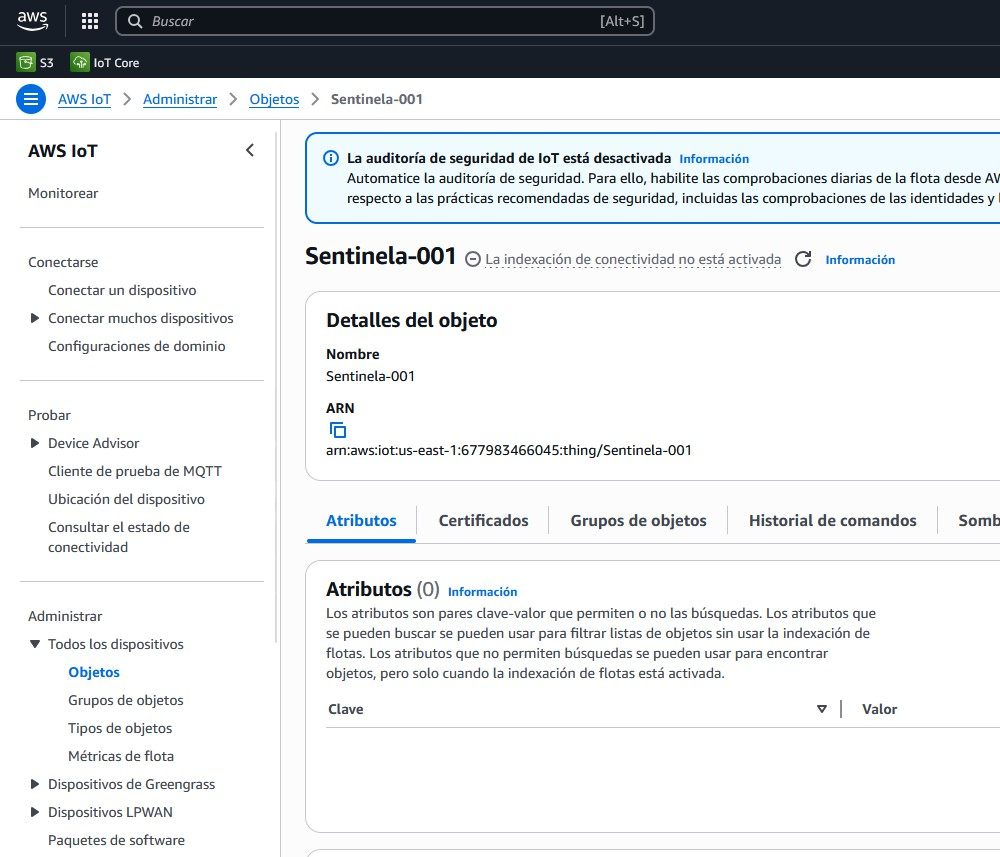 aws
Buscar [Alt+S]
S3 IoT Core
AWS IoT > Administrar > Objetos > Sentinela-001
AWS IoT
Monitorear
Conectarse
Conectar un dispositivo
Conectar muchos dispositivos
Configuraciones de dominio
Probar
Device Advisor
Cliente de prueba de MQTT
Ubicación del dispositivo
Consultar el estado de
conectividad
Administrar
Todos los dispositivos
Objetos
Grupos de objetos
Tipos de objetos
Métricas de flota
Dispositivos de Greengrass
Dispositivos LPWAN
Paquetes de software
La auditoría de seguridad de IoT está desactivada Información
Automatice la auditoría de seguridad. Para ello, habilite las comprobaciones diarias de la flota desde AW
respecto a las prácticas recomendadas de seguridad, incluidas las comprobaciones de las identidades y
Sentinela-001 La indexación de conectividad no está activada Información
Detalles del objeto
Nombre
Sentinela-001
ARN
arn:aws:iot:us-east-1:677983466045:thing/Sentinela-001
Atributos Certificados Grupos de objetos Historial de comandos Somb
Atributos (0) Información
Los atributos son pares clave-valor que permiten o no las búsquedas. Los atributos que
se pueden buscar se pueden usar para filtrar listas de objetos sin usar la indexación de
flotas. Los atributos que no permiten búsquedas se pueden usar para encontrar
objetos, pero solo cuando la indexación de flotas está activada.
Clave Valor